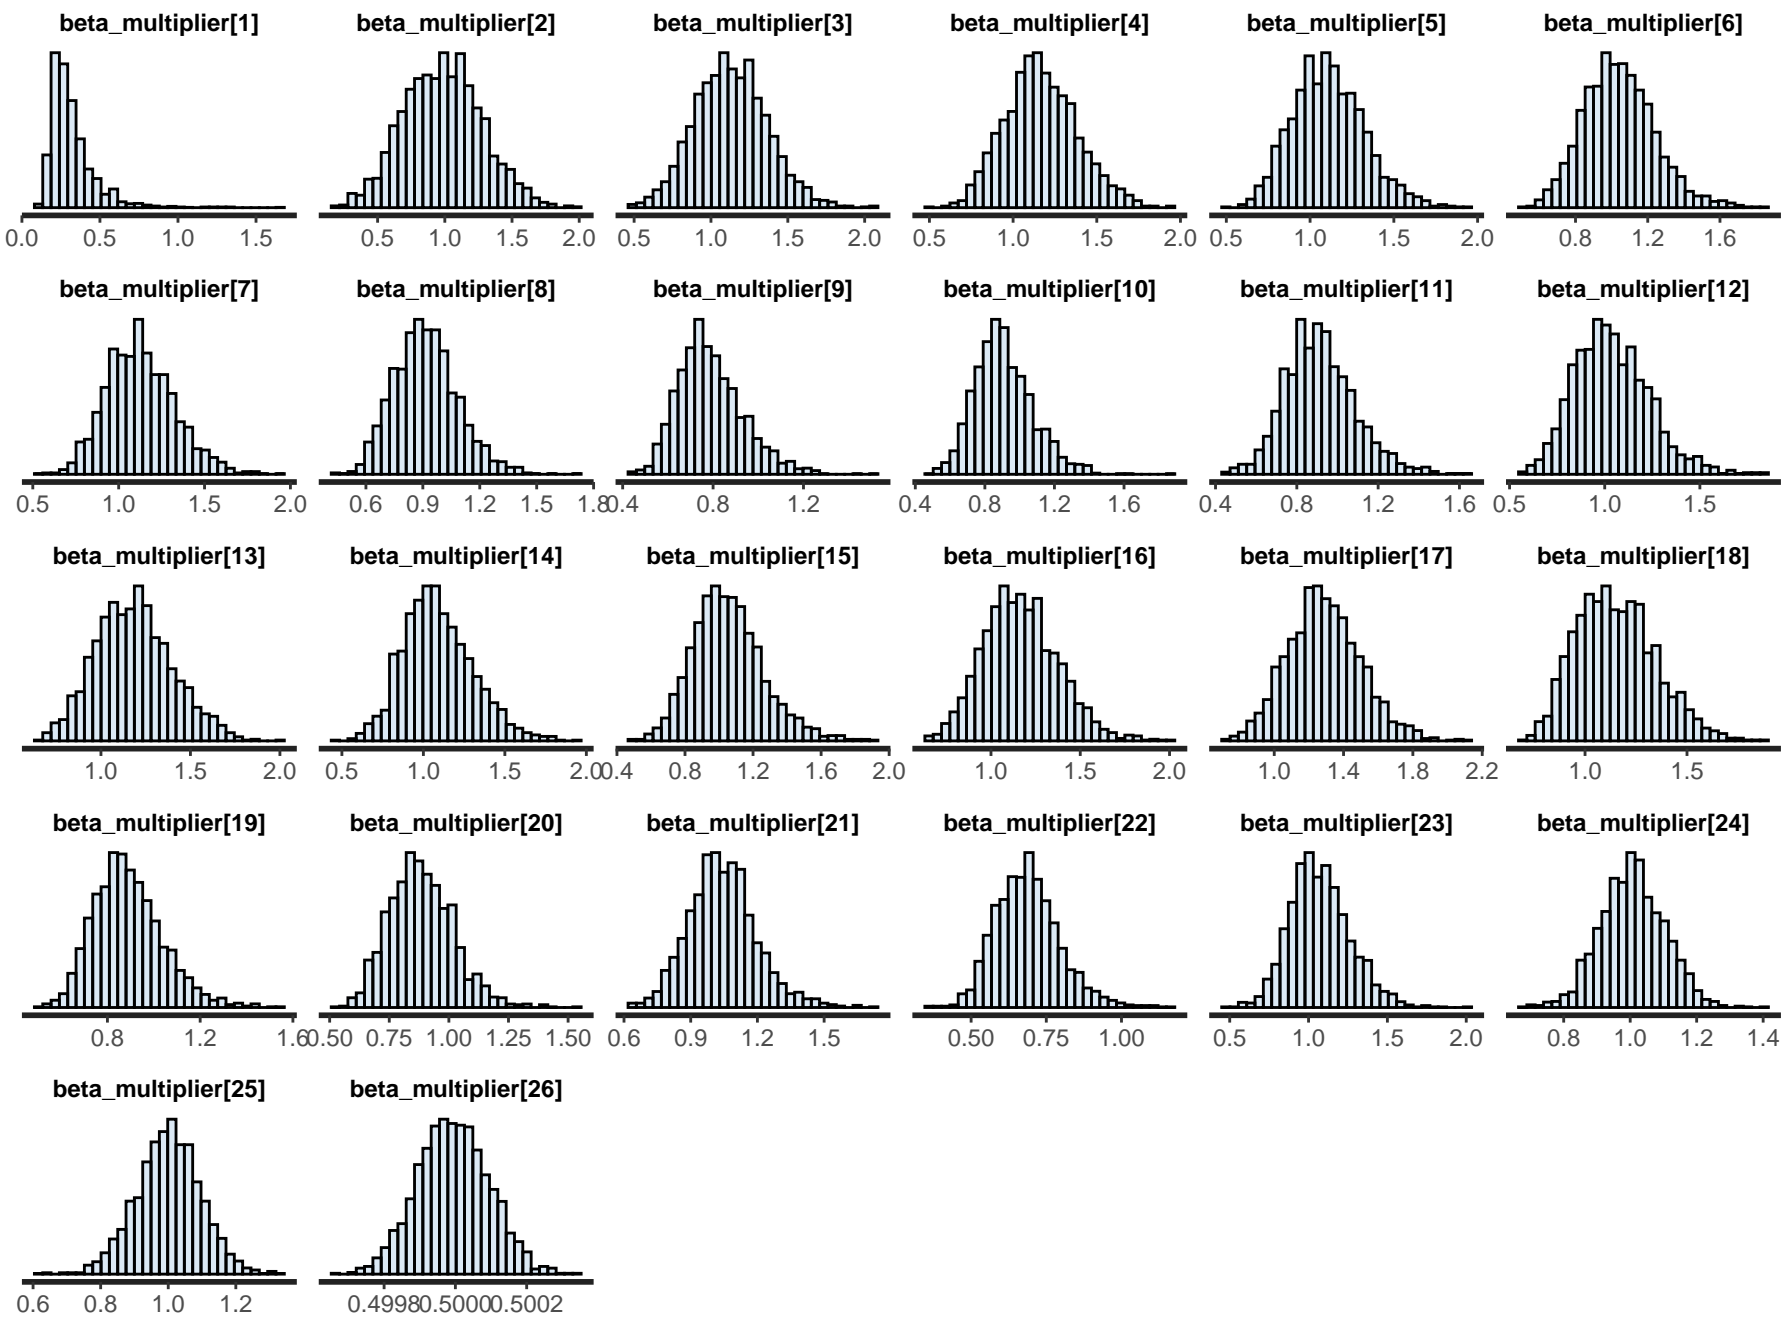 beta_multiplier[1] beta_multiplier[2] beta_multiplier[3] beta_multiplier[4] beta_multiplier[5] beta_multiplier[6]
0.0 0.5 1.0 1.5 0.5 1.0 1.5 2.0 0.5 1.0 1.5 2.0 0.5 1.0 1.5 2.0 0.5 1.0 1.5 2.0 0.8 1.2 1.6
beta_multiplier[7] beta_multiplier[8] beta_multiplier[9] beta_multiplier[10] beta_multiplier[11] beta_multiplier[12]
0.5 1.0 1.5 2.0 0.6 0.9 1.2 1.5 1.8 0.4 0.8 1.2 0.4 0.8 1.2 1.6 0.4 0.8 1.2 1.6 0.5 1.0 1.5
beta_multiplier[13] beta_multiplier[14] beta_multiplier[15] beta_multiplier[16] beta_multiplier[17] beta_multiplier[18]
1.0 1.5 2.0 0.5 1.0 1.5 2.0 0.4 0.8 1.2 1.6 2.0 1.0 1.5 2.0 1.0 1.4 1.8 2.2 1.0 1.5
beta_multiplier[19] beta_multiplier[20] beta_multiplier[21] beta_multiplier[22] beta_multiplier[23] beta_multiplier[24]
0.8 1.2 1.6 0.50 0.75 1.00 1.25 1.50 0.6 0.9 1.2 1.5 0.50 0.75 1.00 0.5 1.0 1.5 2.0 0.8 1.0 1.2 1.4
beta_multiplier[25] beta_multiplier[26]
0.6 0.8 1.0 1.2 0.4998 0.5000 0.5002